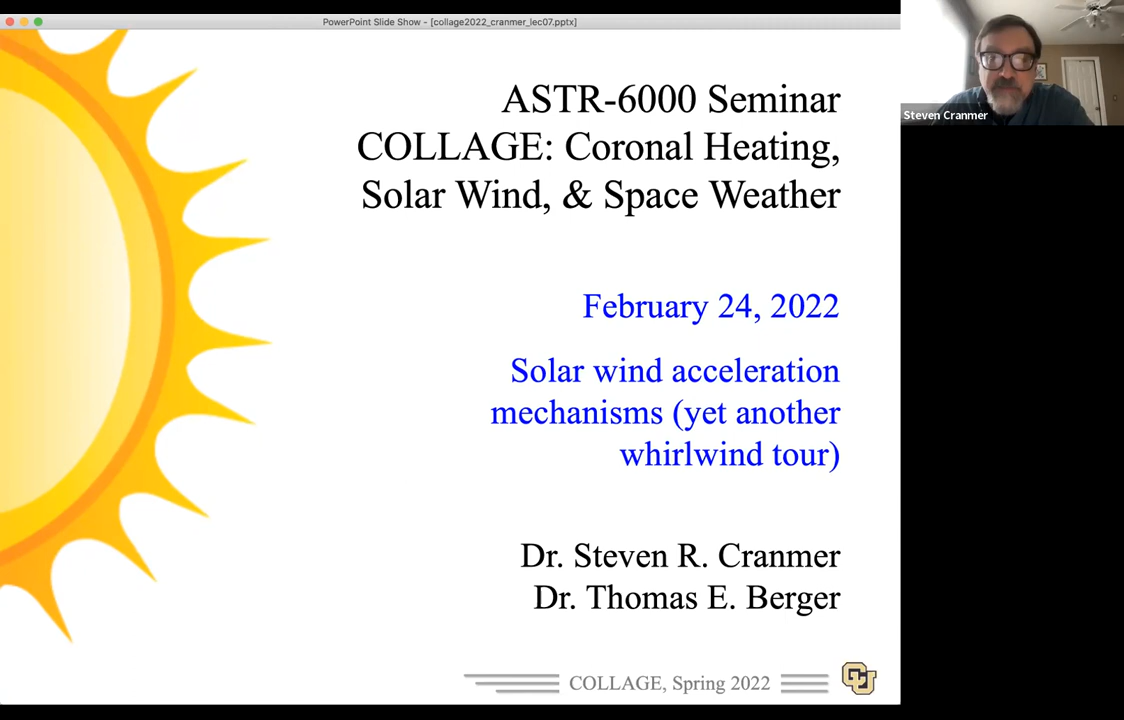 PowerPoint Slide Show - [collage2022_cranmer_lec07.pptx]
ASTR-6000 Seminar
COLLAGE: Coronal Heating,
Solar Wind, & Space Weather
February 24, 2022
Solar wind acceleration
mechanisms (yet another
whirlwind tour)
Dr. Steven R. Cranmer
Dr. Thomas E. Berger
COLLAGE, Spring 2022
CU
Steven Cranmer